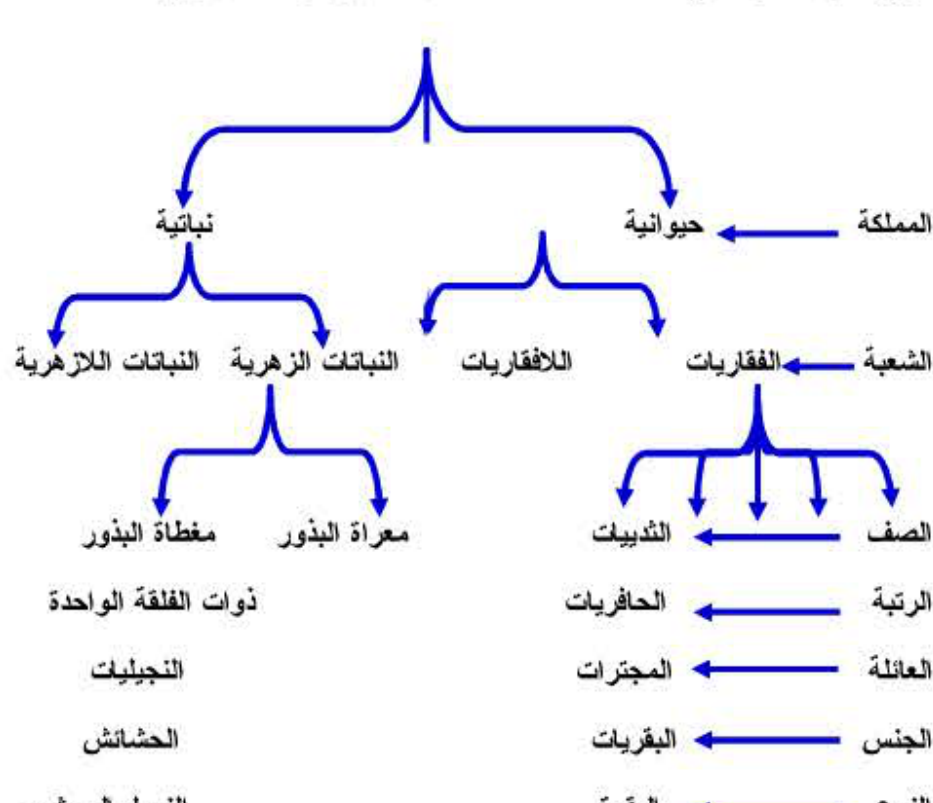 المملكة حيوانية نباتية
الشعبة الفقاريات اللافقاريات النباتات الزهرية النباتات اللازهرية
الصف الثدييات معراة البذور مغطاة البذور
الرتبة الحافريات ذوات الفلقة الواحدة
العائلة المجترات النجيليات
الجنس البقريات الحشائش